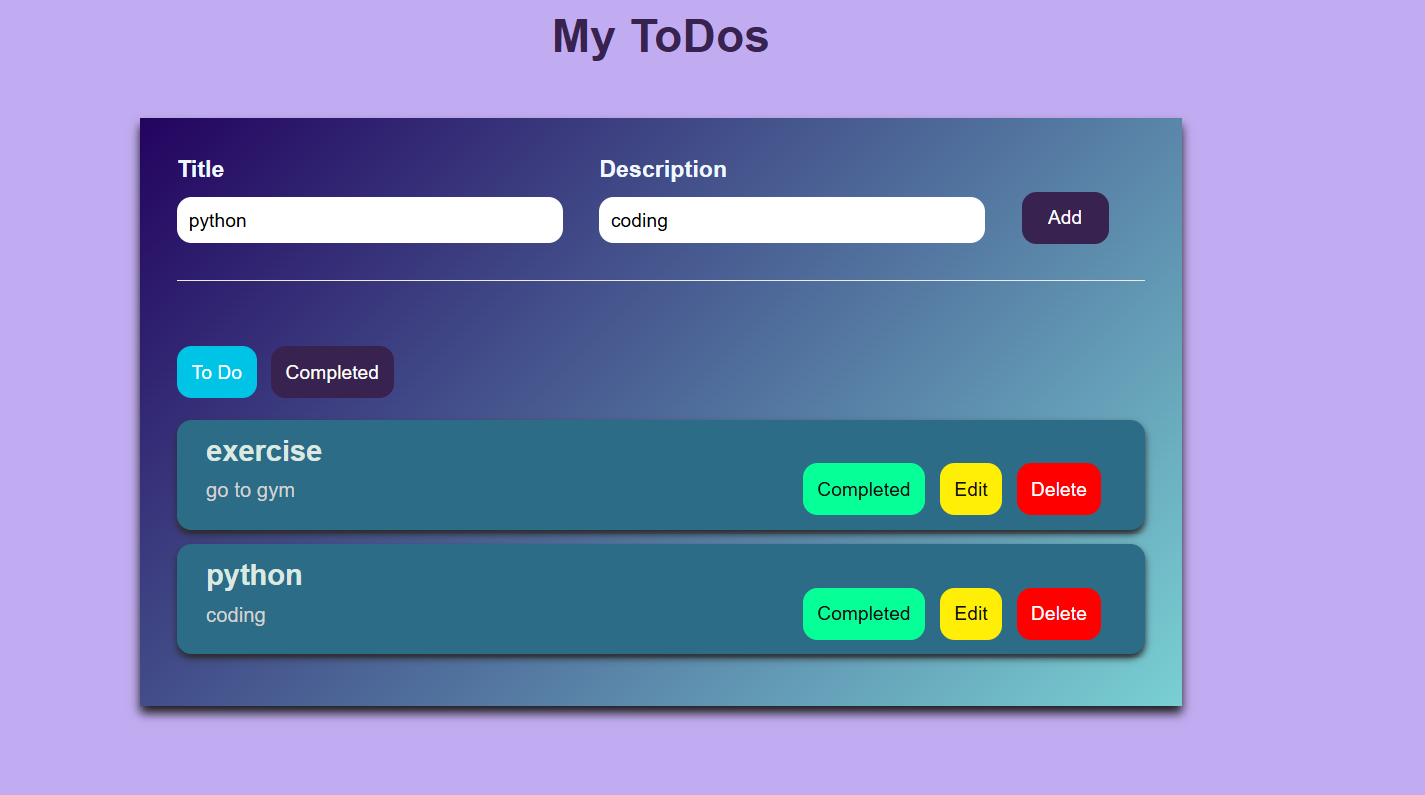 My ToDos
Title
Description
python
coding
Add
To Do
Completed
exercise
go to gym
Completed
Edit
Delete
python
coding
Completed
Edit
Delete